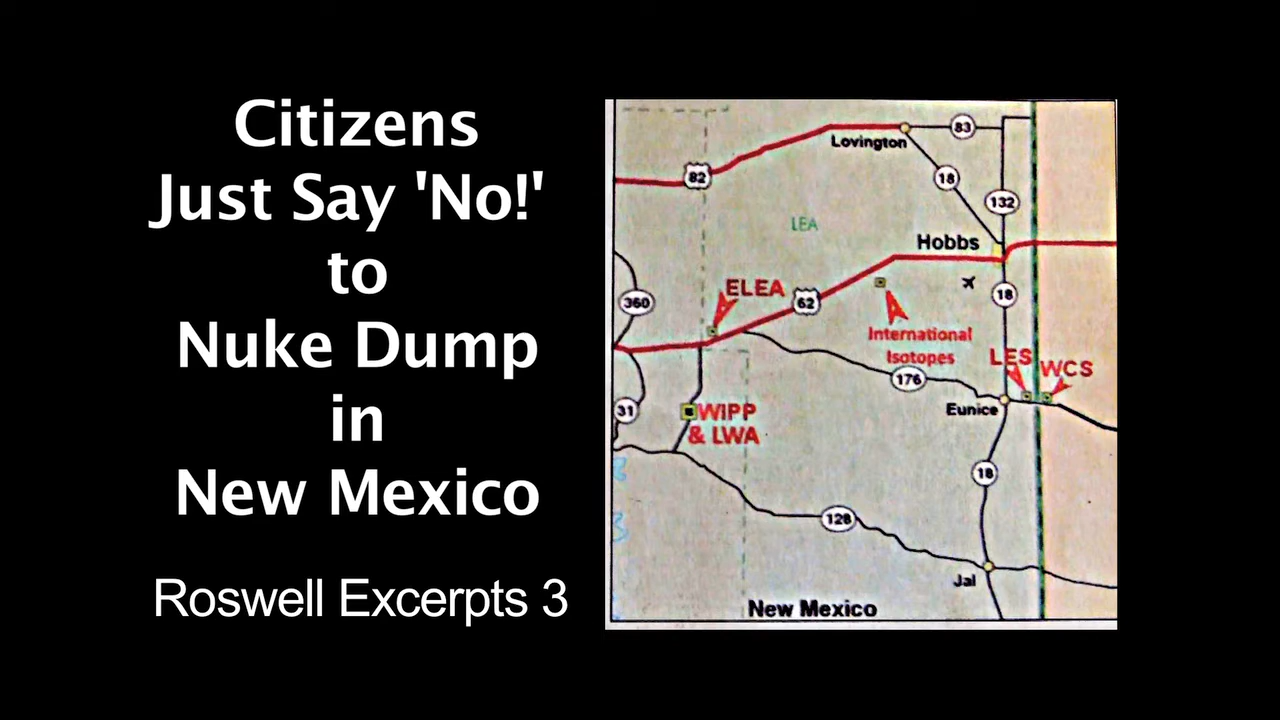 Citizens
Just Say 'No!'
to
Nuke Dump
in
New Mexico
Roswell Excerpts 3
Lovington
83
82
18
132
LEA
Hobbs
ELEA
360
62
18
International
Isotopes
LES
WCS
176
31
WIPP
& LWA
Eunice
18
128
Jal
New Mexico